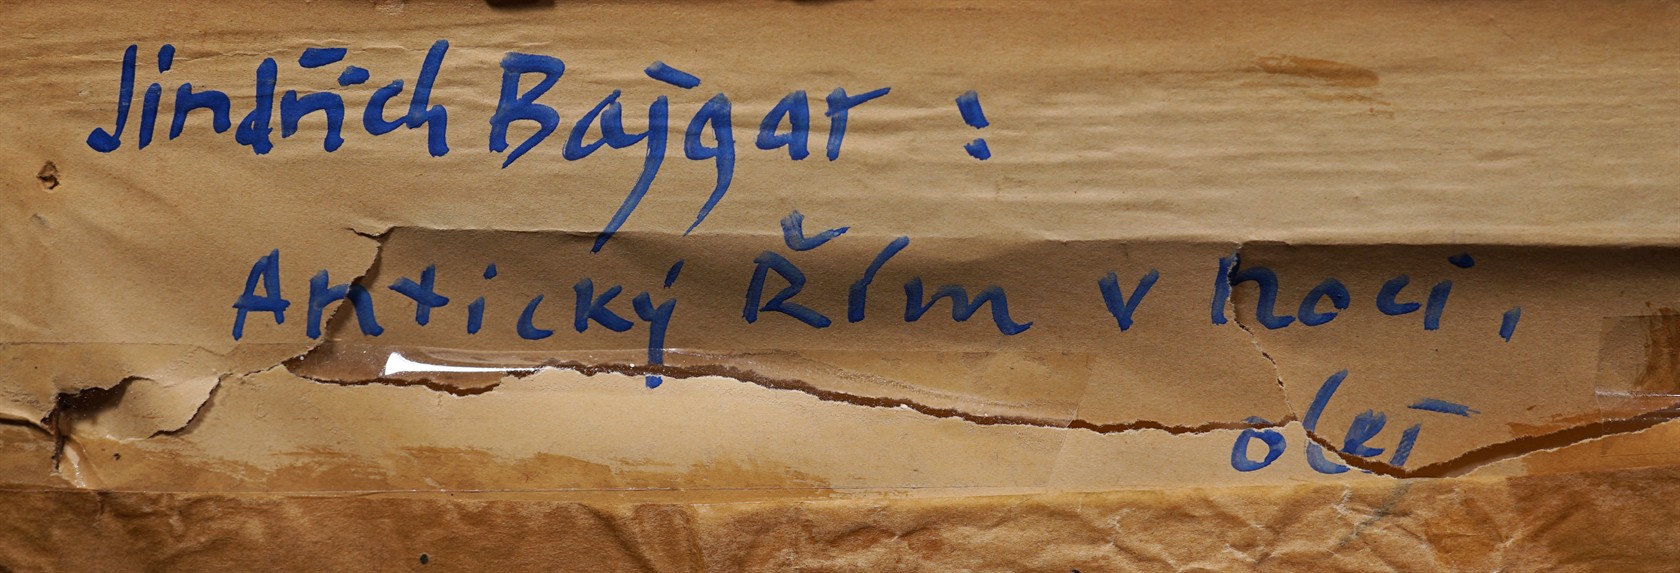 Jindřich Bajgar :
Antický Řím v noci,
olej